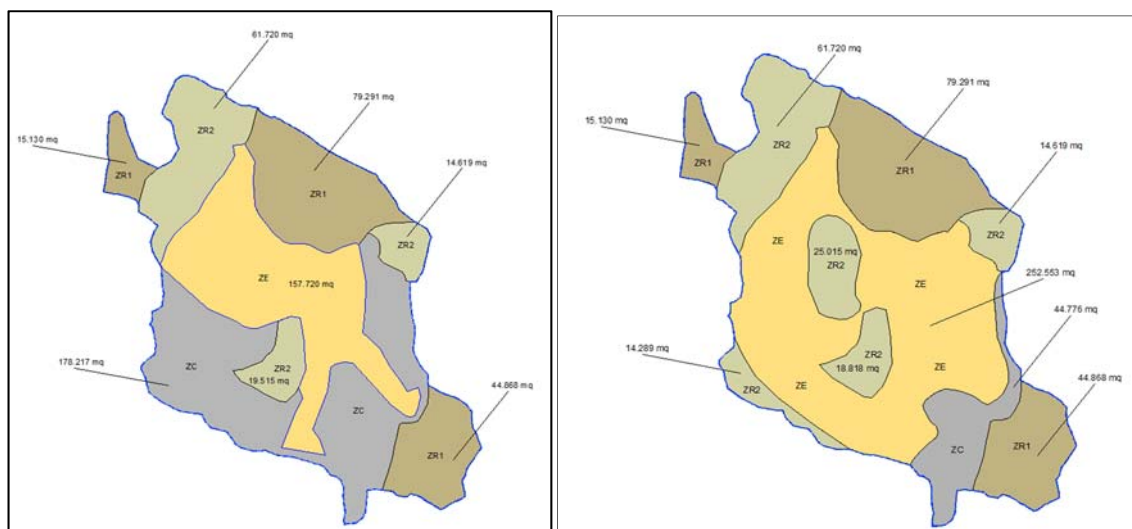 61.720 mq
79.291 mq
15.130 mq
ZR2
14.619 mq
ZR1
ZR1
ZR2
ZE
157.720 mq
178.217 mq
ZC
ZR2
19.515 mq
44.868 mq
ZC
ZR1
61.720 mq
79.291 mq
15.130 mq
ZR2
14.619 mq
ZR1
ZR1
ZR2
ZE
25.015 mq
ZR2
ZE
252.553 mq
44.776 mq
14.289 mq
ZR2
18.818 mq
ZR2
ZE
ZE
44.868 mq
ZC
ZR1